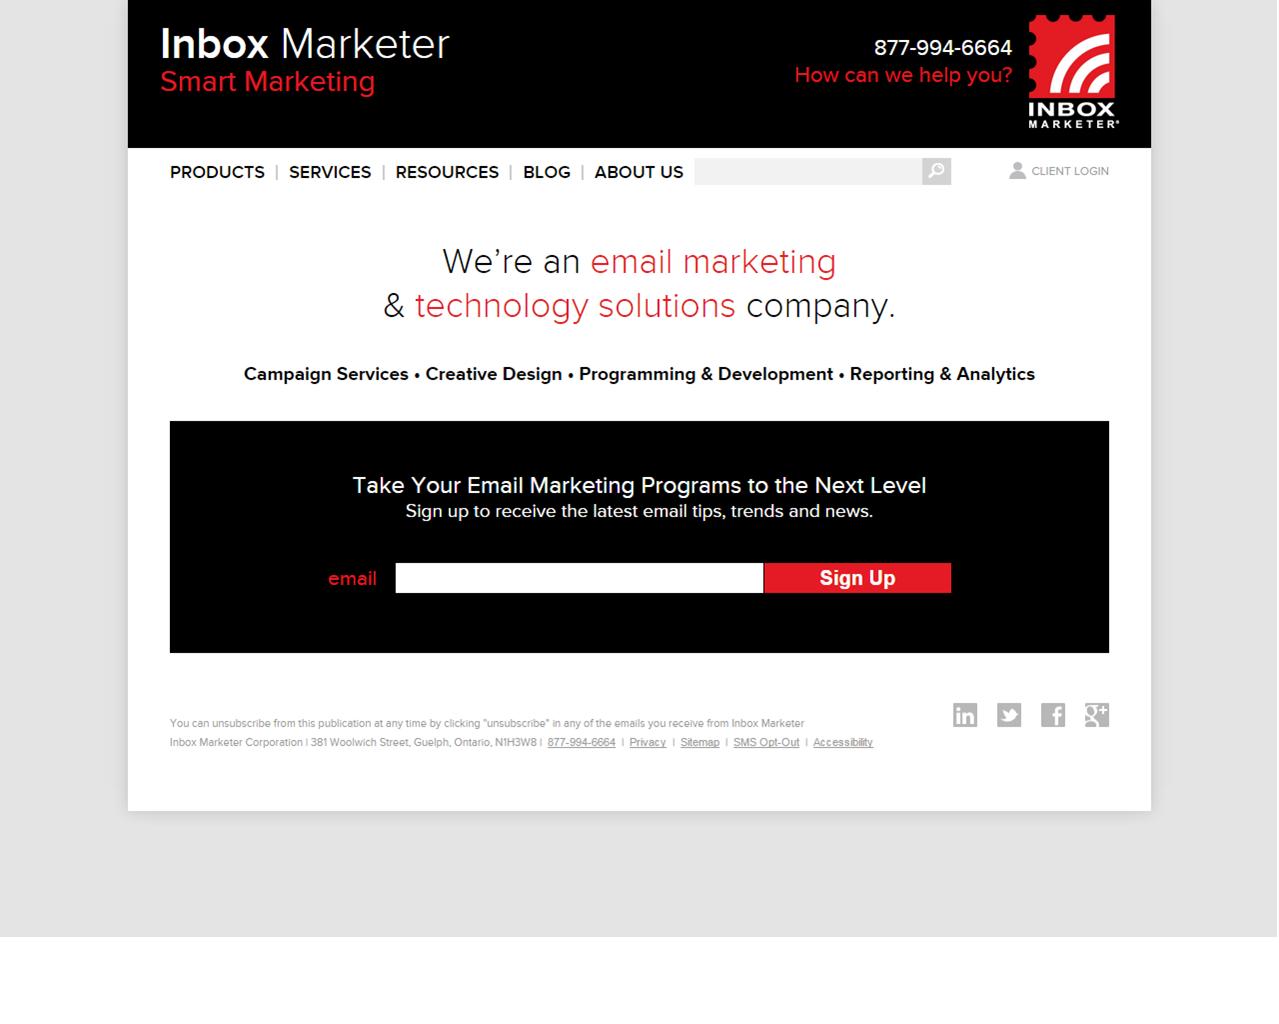 Inbox Marketer
Smart Marketing
877-994-6664
How can we help you?
INBOX
MARKETER®
PRODUCTS | SERVICES | RESOURCES | BLOG | ABOUT US
CLIENT LOGIN
We’re an email marketing
& technology solutions company.
Campaign Services • Creative Design • Programming & Development • Reporting & Analytics
Take Your Email Marketing Programs to the Next Level
Sign up to receive the latest email tips, trends and news.
email
Sign Up
You can unsubscribe from this publication at any time by clicking "unsubscribe" in any of the emails you receive from Inbox Marketer
Inbox Marketer Corporation | 381 Woolwich Street, Guelph, Ontario, N1H3W8 | 877-994-6664 | Privacy | Sitemap | SMS Opt-Out | Accessibility